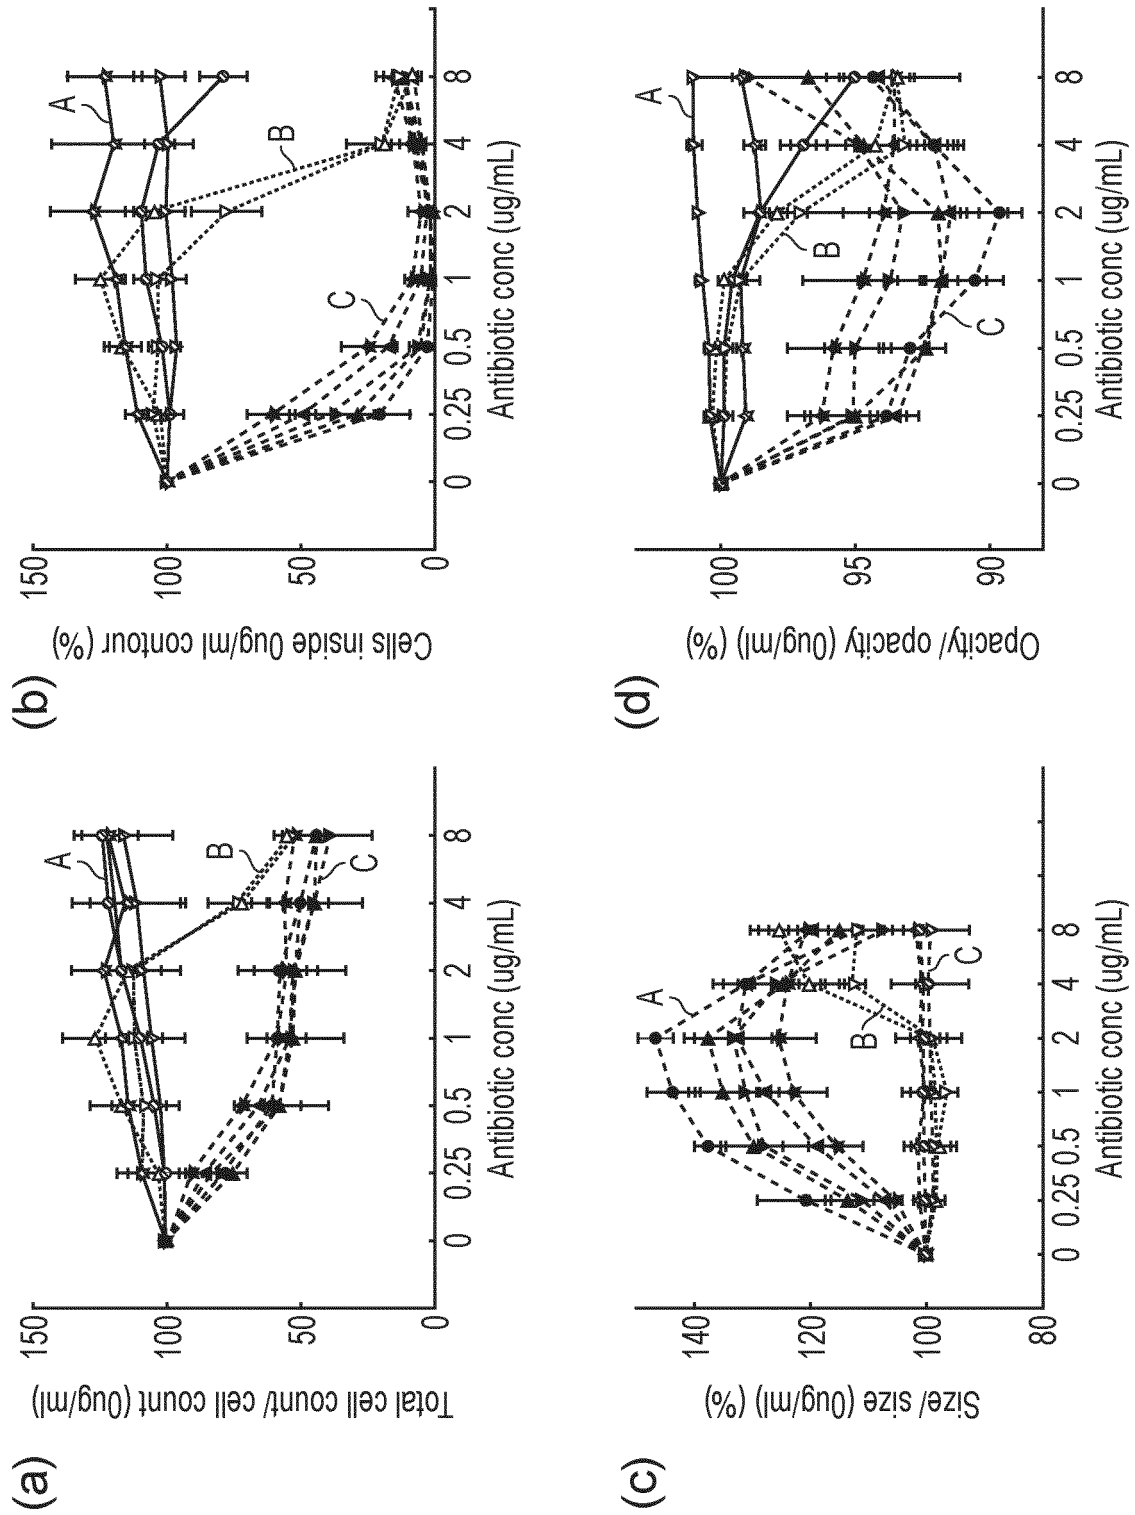 (a)
Total cell count/ cell count (0ug/ml)
150
100
50
0
A
B
C
0
0.25
0.5
1
2
4
8
Antibiotic conc (ug/mL)
(b)
Cells inside 0ug/ml contour (%)
150
100
50
0
A
B
C
0
0.25
0.5
1
2
4
8
Antibiotic conc (ug/mL)
(c)
Size/ size (0ug/ml) (%)
140
120
100
80
A
B
C
0
0.25
0.5
1
2
4
8
Antibiotic conc (ug/mL)
(d)
Opacity/ opacity (0ug/ml) (%)
100
95
90
A
B
C
0
0.25
0.5
1
2
4
8
Antibiotic conc (ug/mL)